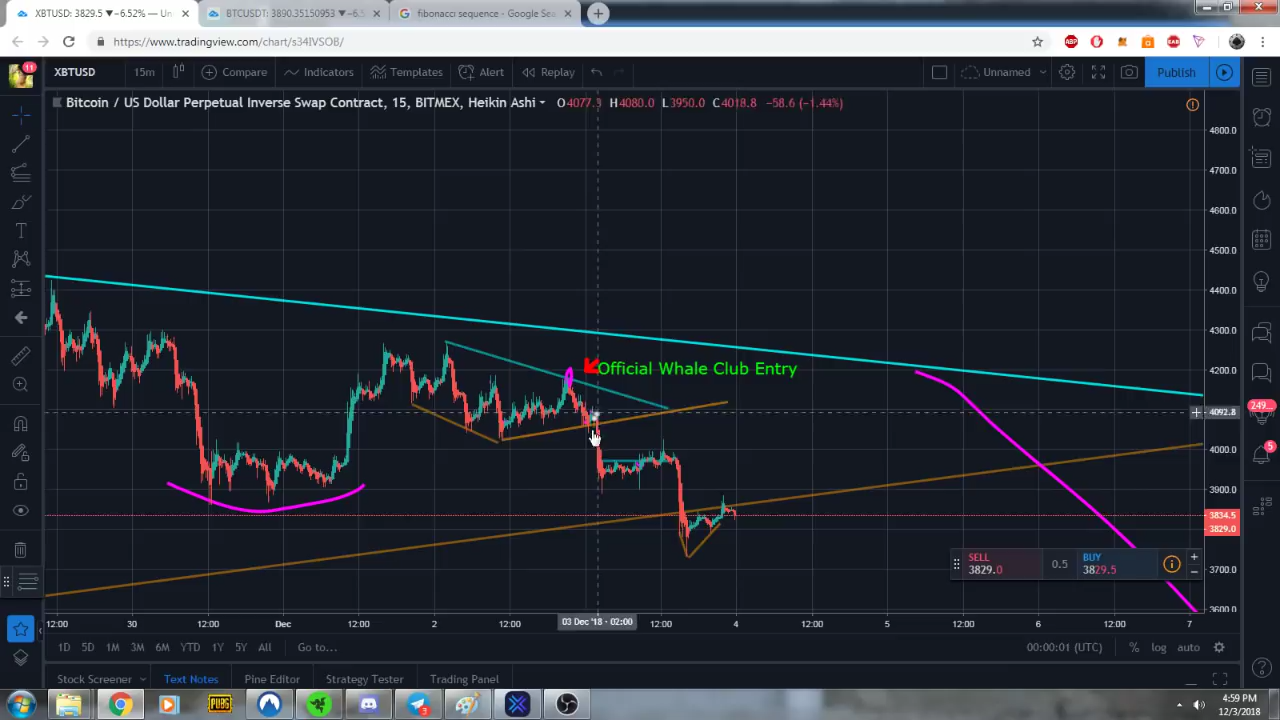 XBTUSD: 3829.5 ▼−6.52% — Un
BTCUSDT: 3890.35150953 ▼−6.5
fibonacci sequence - Google Sea
https://www.tradingview.com/chart/s34IVSOB/
11
XBTUSD 15m Compare Indicators Templates Alert Replay Unnamed Publish
Bitcoin / US Dollar Perpetual Inverse Swap Contract, 15, BITMEX, Heikin Ashi O4077.3 H4080.0 L3950.0 C4018.8 −58.6 (−1.44%)
4800.0
4700.0
4600.0
4500.0
4400.0
4300.0
4200.0
Official Whale Club Entry
249...
4092.8
4000.0
5
3900.0
3834.5
3829.0
SELL
3829.0
0.5
BUY
3829.5
3700.0
3600.0
12:00 30 12:00 Dec 12:00 2 12:00 03 Dec '18 - 02:00 12:00 4 12:00 5 12:00 6 12:00 7
1D 5D 1M 3M 6M YTD 1Y 5Y All Go to... 00:00:01 (UTC) % log auto
Stock Screener Text Notes Pine Editor Strategy Tester Trading Panel
PUBG
4:59 PM
12/3/2018